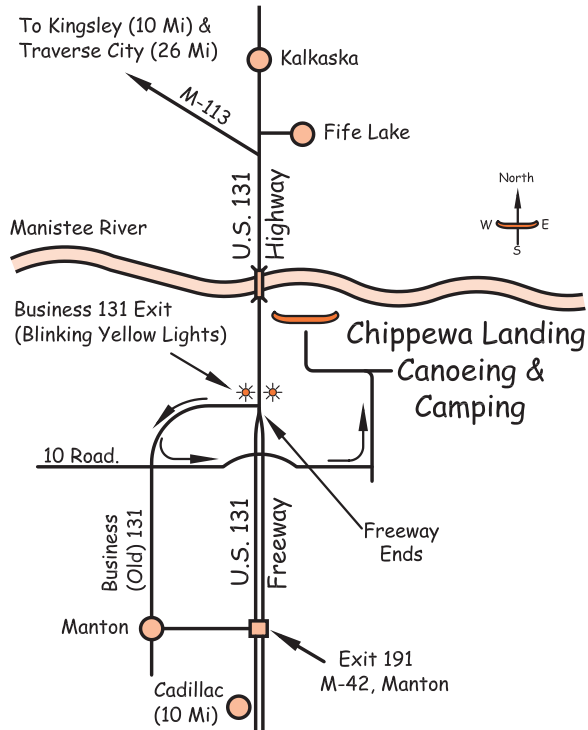 To Kingsley (10 Mi) &
Traverse City (26 Mi)
Kalkaska
M-113
Fife Lake
U.S. 131
Highway
North
W E
S
Manistee River
Business 131 Exit
(Blinking Yellow Lights)
Chippewa Landing
Canoeing &
Camping
10 Road.
Business
(Old) 131
U.S. 131
Freeway
Freeway
Ends
Manton
Exit 191
M-42, Manton
Cadillac
(10 Mi)